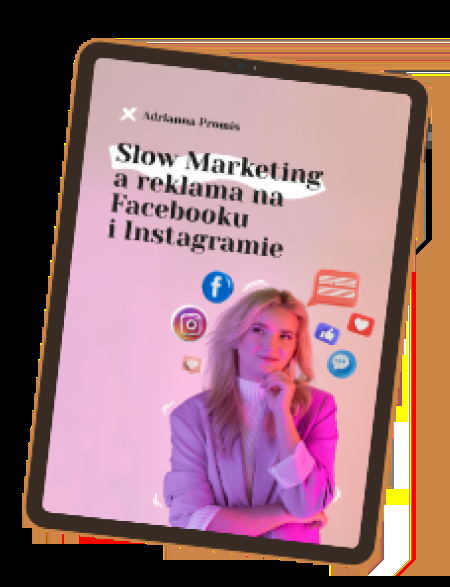 Adrianna Promis
Slow Marketing
a reklama na
Facebooku
i Instagramie